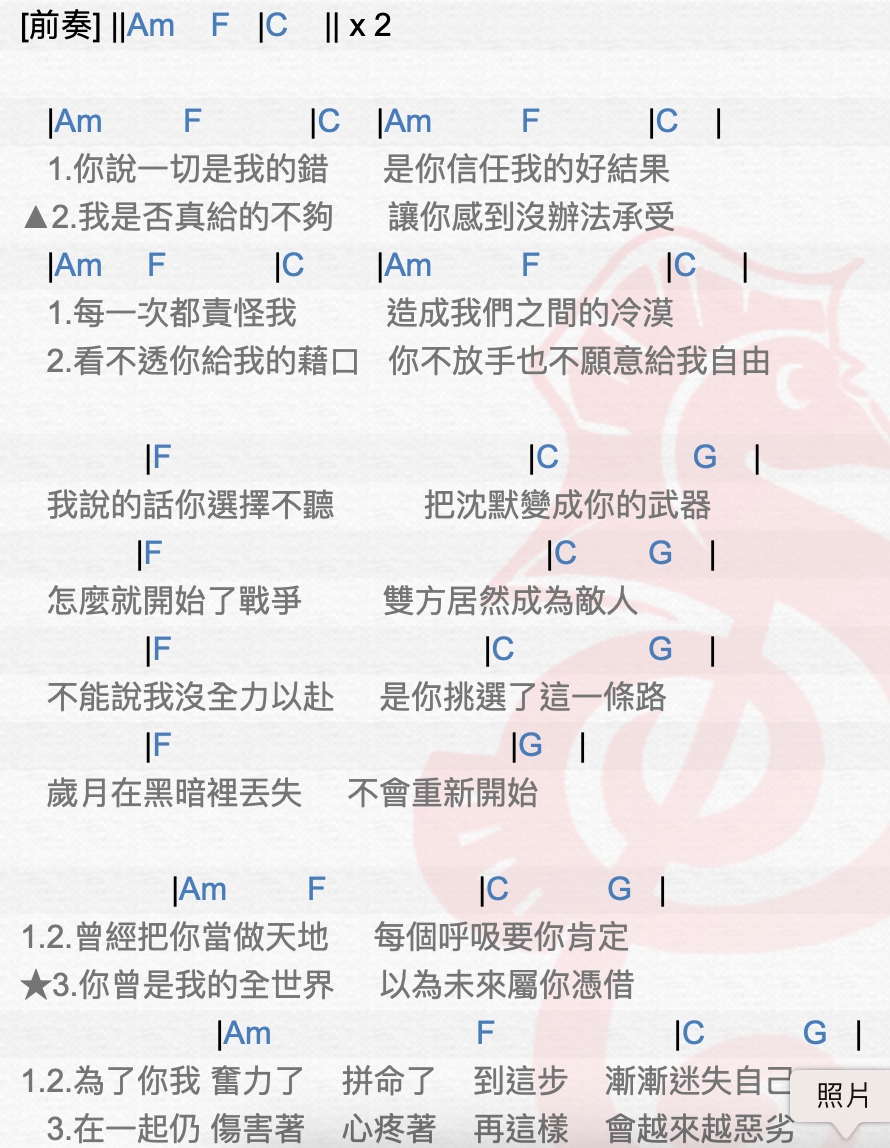 [前奏] ||Am F |C || x 2
|Am F |C |Am F |C |
1.你說一切是我的錯 是你信任我的好結果
▲2.我是否真給的不夠 讓你感到沒辦法承受
|Am F |C |Am F |C |
1.每一次都責怪我 造成我們之間的冷漠
2.看不透你給我的藉口 你不放手也不願意給我自由
|F |C G |
我說的話你選擇不聽 把沈默變成你的武器
|F |C G |
怎麼就開始了戰爭 雙方居然成為敵人
|F |C G |
不能說我沒全力以赴 是你挑選了這一條路
|F |G |
歲月在黑暗裡丟失 不會重新開始
|Am F |C G |
1.2.曾經把你當做天地 每個呼吸要你肯定
★3.你曾是我的全世界 以為未來屬你憑借
|Am F |C G |
1.2.為了你我 奮力了 拼命了 到這步 漸漸迷失自己
3.在一起仍 傷害著 心疼著 再這樣 會越來越惡劣
照片